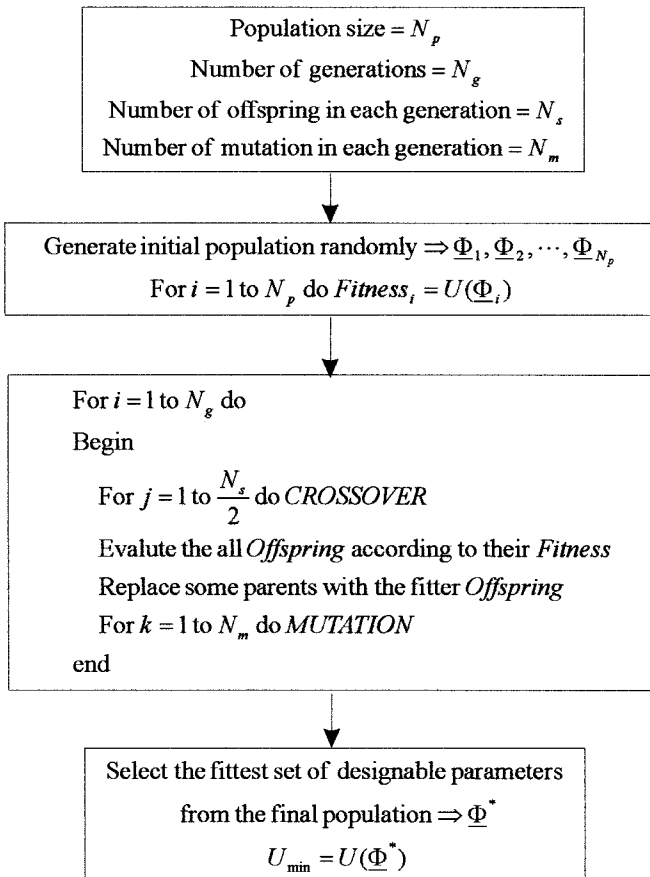 Population size = N_p
Number of generations = N_g
Number of offspring in each generation = N_s
Number of mutation in each generation = N_m
Generate initial population randomly ⇒ Φ_1, Φ_2, ⋯, Φ_{N_p}
For i = 1 to N_p do Fitness_i = U(Φ_i)
For i = 1 to N_g do
Begin
For j = 1 to N_s/2 do CROSSOVER
Evalute the all Offspring according to their Fitness
Replace some parents with the fitter Offspring
For k = 1 to N_m do MUTATION
end
Select the fittest set of designable parameters
from the final population ⇒ Φ*
U_min = U(Φ*)